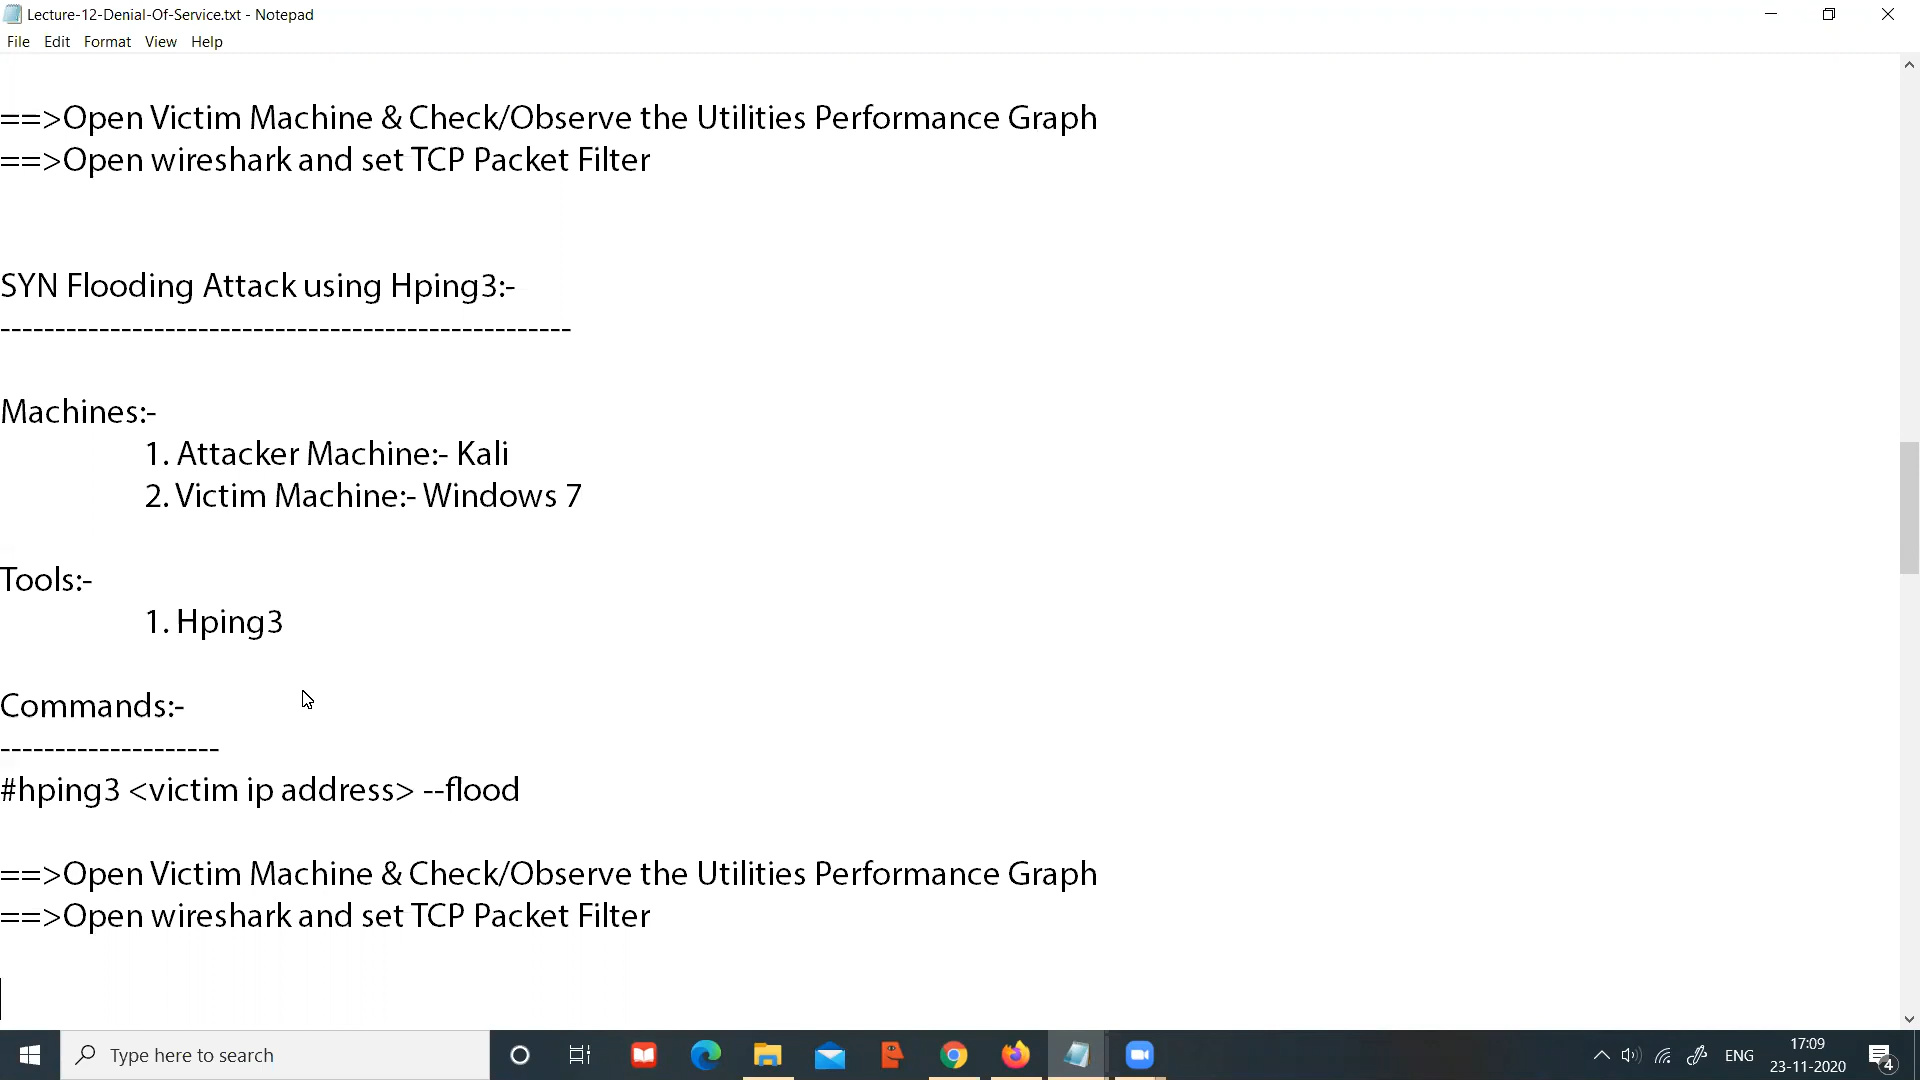 Lecture-12-Denial-Of-Service.txt - Notepad
File Edit Format View Help
==>Open Victim Machine & Check/Observe the Utilities Performance Graph
==>Open wireshark and set TCP Packet Filter
SYN Flooding Attack using Hping3:-
----------------------------------------------------
Machines:-
1. Attacker Machine:- Kali
2. Victim Machine:- Windows 7
Tools:-
1. Hping3
Commands:-
--------------------
#hping3 <victim ip address> --flood
==>Open Victim Machine & Check/Observe the Utilities Performance Graph
==>Open wireshark and set TCP Packet Filter
Type here to search
ENG
17:09
23-11-2020
4